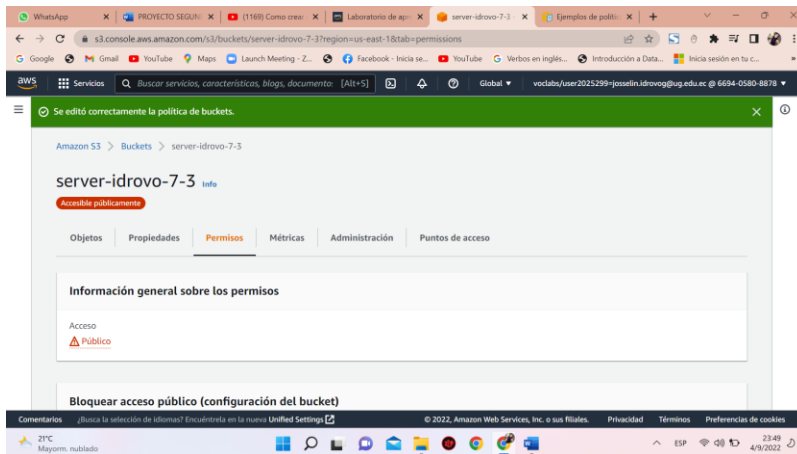 WhatsApp
PROYECTO SEGUN
(1169) Como crear
Laboratorio de apr
server-idrovo-7-3 -
Ejemplos de polític
s3.console.aws.amazon.com/s3/buckets/server-idrovo-7-3?region=us-east-1&tab=permissions
Google
Gmail
YouTube
Maps
Launch Meeting - Z...
Facebook - Inicia se...
YouTube
Verbos en inglés...
Introducción a Data...
Inicia sesión en tu c...
aws
Servicios
Buscar servicios, características, blogs, documento
[Alt+S]
Global
voclabs/user2025299=josselin.idrovog@ug.edu.ec @ 6694-0580-8878
Se editó correctamente la política de buckets.
Amazon S3 > Buckets > server-idrovo-7-3
server-idrovo-7-3 Info
Accesible públicamente
Objetos
Propiedades
Permisos
Métricas
Administración
Puntos de acceso
Información general sobre los permisos
Acceso
Público
Bloquear acceso público (configuración del bucket)
Comentarios
¿Busca la selección de idiomas? Encuéntrela en la nueva Unified Settings
© 2022, Amazon Web Services, Inc. o sus filiales.
Privacidad
Términos
Preferencias de cookies
21°C
Mayorm. nublado
ESP
23:49
4/9/2022